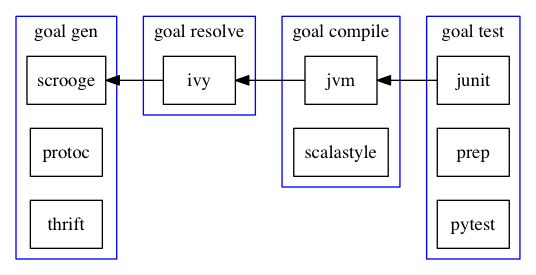 goal gen
scrooge
protoc
thrift
goal resolve
ivy
goal compile
jvm
scalastyle
goal test
junit
prep
pytest